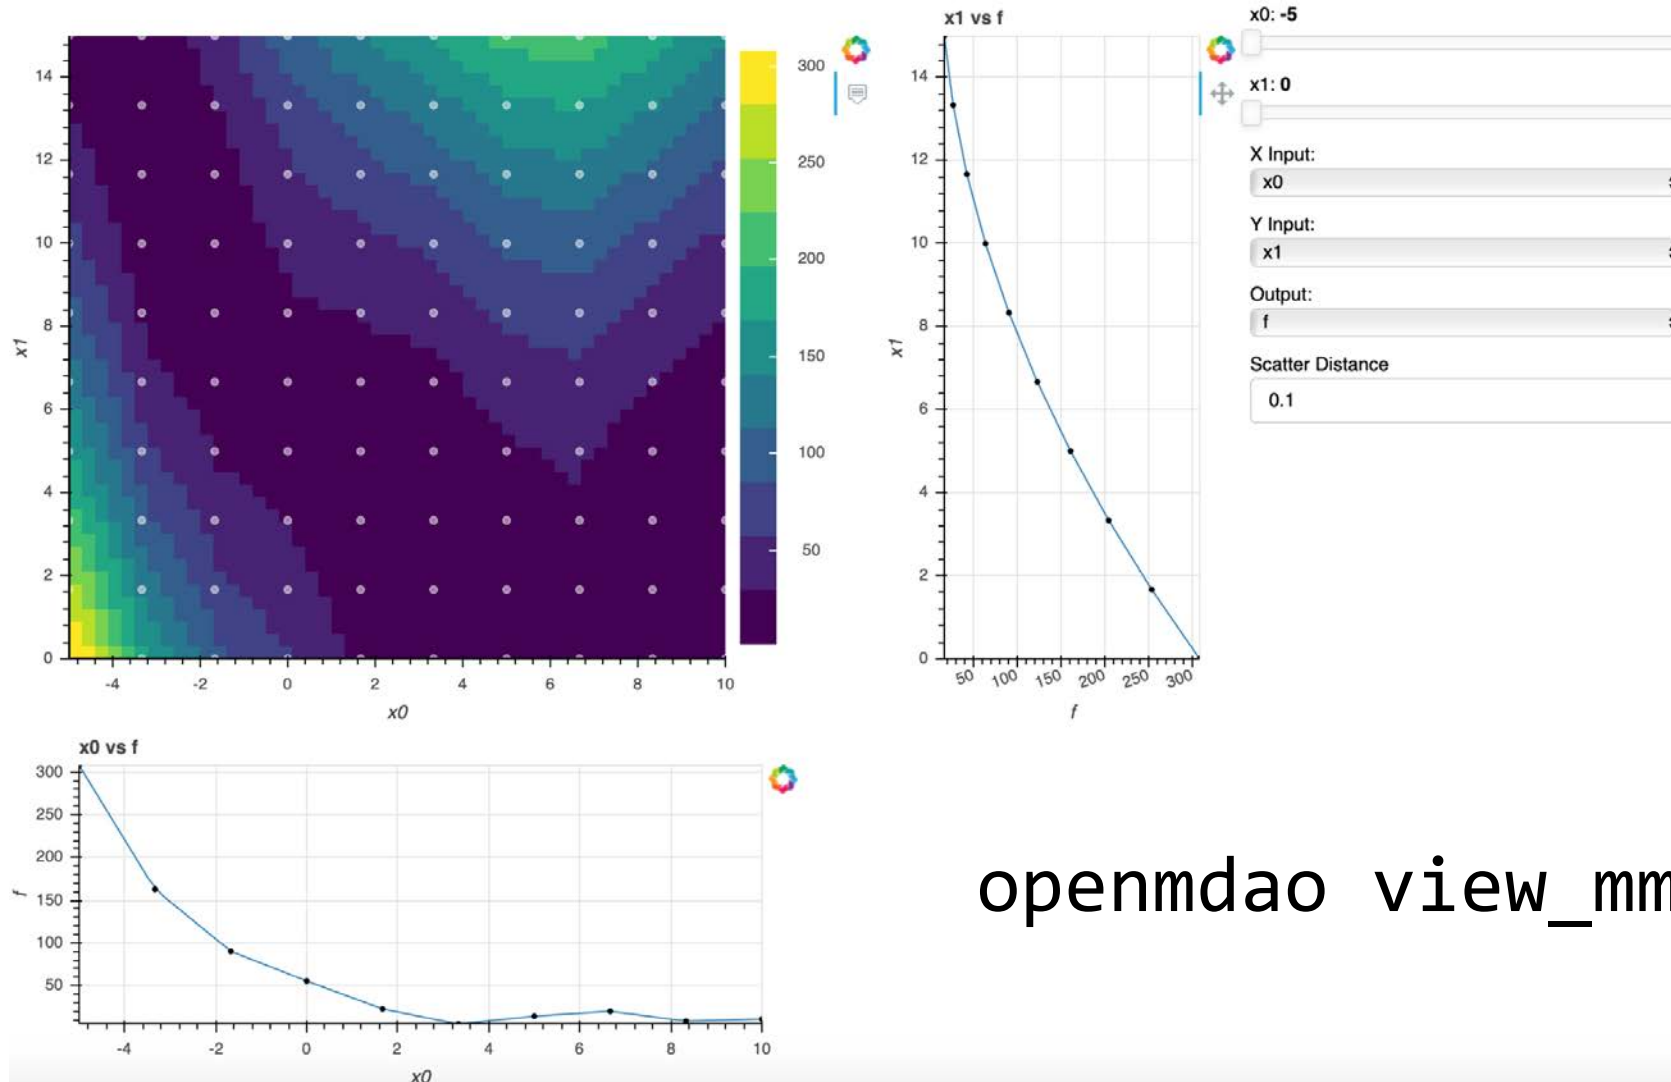 14
12
10
8
6
4
2
0
x1
-4 -2 0 2 4 6 8 10
x0
300
250
200
150
100
50
x1 vs f
14
12
10
8
6
4
2
0
x1
50 100 150 200 250 300
f
x0: -5
x1: 0
X Input:
x0
Y Input:
x1
Output:
f
Scatter Distance
0.1
x0 vs f
300
250
200
150
100
50
f
-4 -2 0 2 4 6 8 10
x0
openmdao view_mm